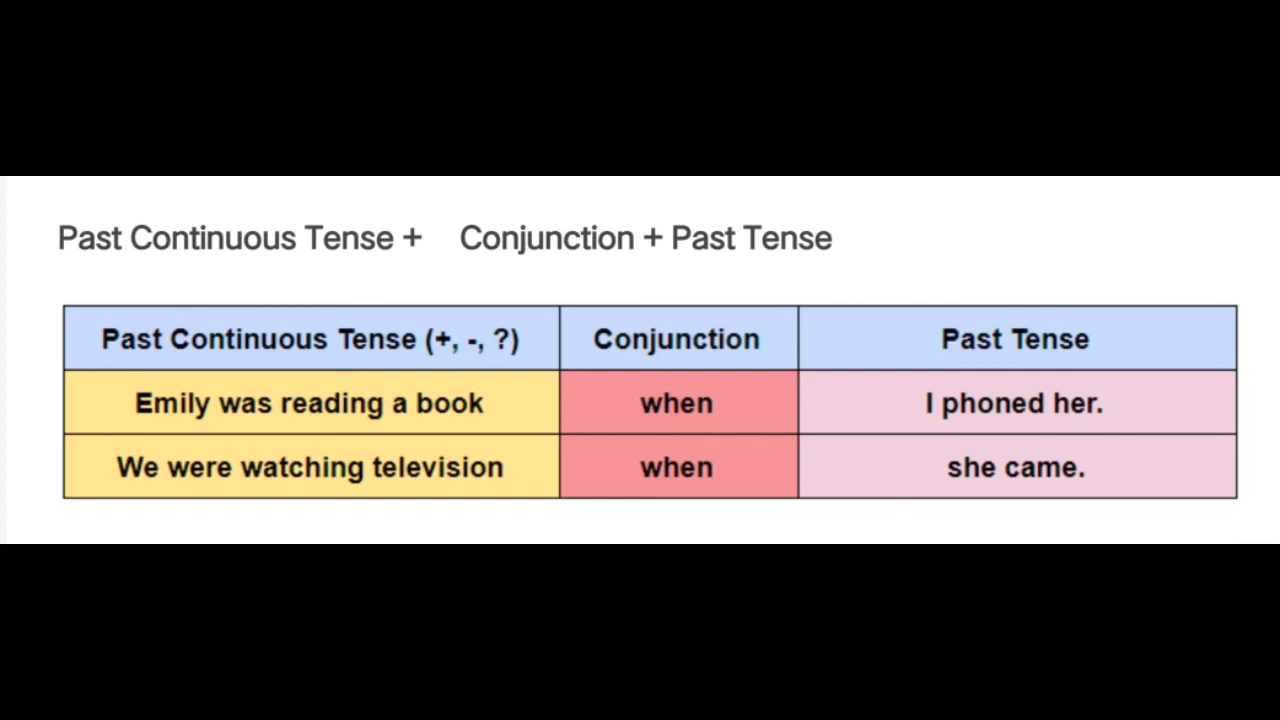 Past Continuous Tense + Conjunction + Past Tense
Past Continuous Tense (+, -, ?) Conjunction Past Tense
Emily was reading a book when I phoned her.
We were watching television when she came.